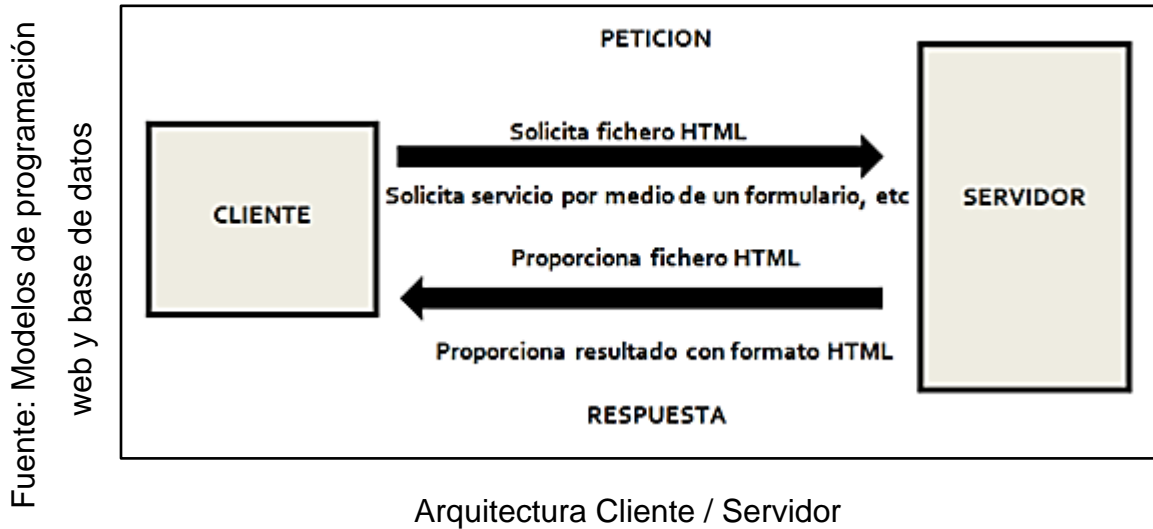 Fuente: Modelos de programación
web y base de datos
PETICION
Solicita fichero HTML
Solicita servicio por medio de un formulario, etc
CLIENTE
SERVIDOR
Proporciona fichero HTML
Proporciona resultado con formato HTML
RESPUESTA
Arquitectura Cliente / Servidor